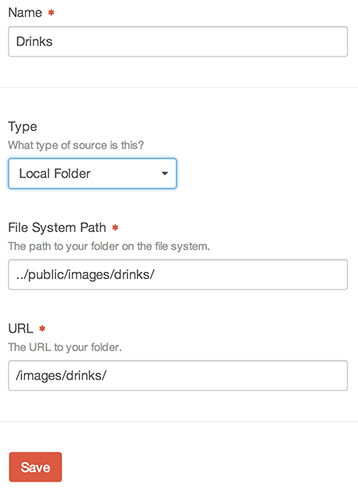 Name *
Drinks
Type
What type of source is this?
Local Folder
File System Path *
The path to your folder on the file system.
../public/images/drinks/
URL *
The URL to your folder.
/images/drinks/
Save